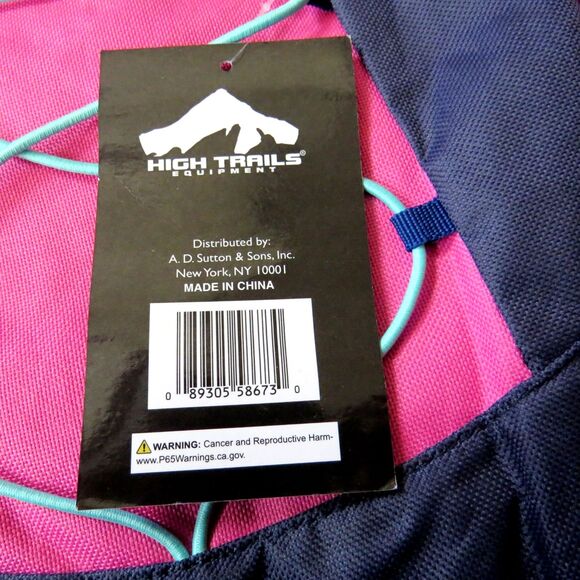 HIGH TRAILS®
EQUIPMENT
Distributed by:
A. D. Sutton & Sons, Inc.
New York, NY 10001
MADE IN CHINA
0 89305 58673 0
WARNING: Cancer and Reproductive Harm-
www.P65Warnings.ca.gov.